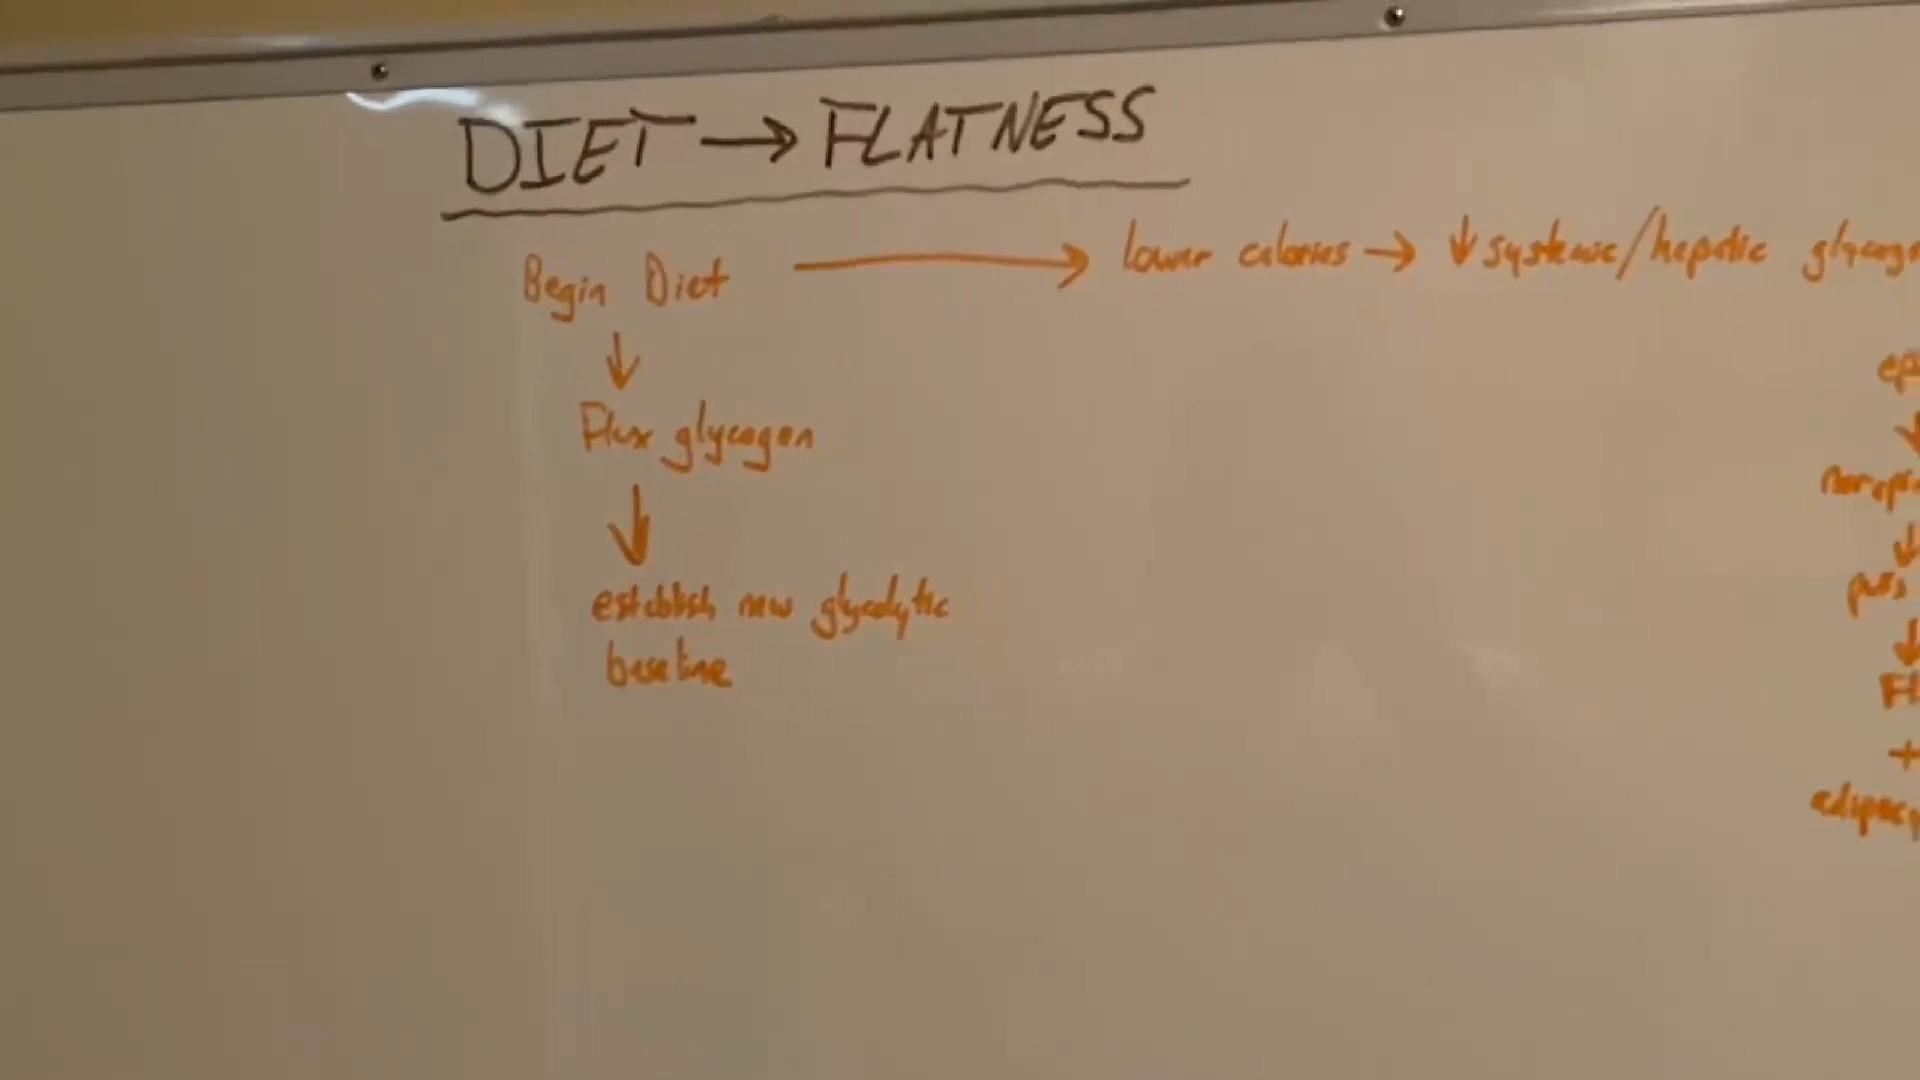 DIET → FLATNESS
Begin Diet → lower calories → ↓ systemic/hepatic
↓
Flux glycogen
↓
establish new glycolytic
baseline